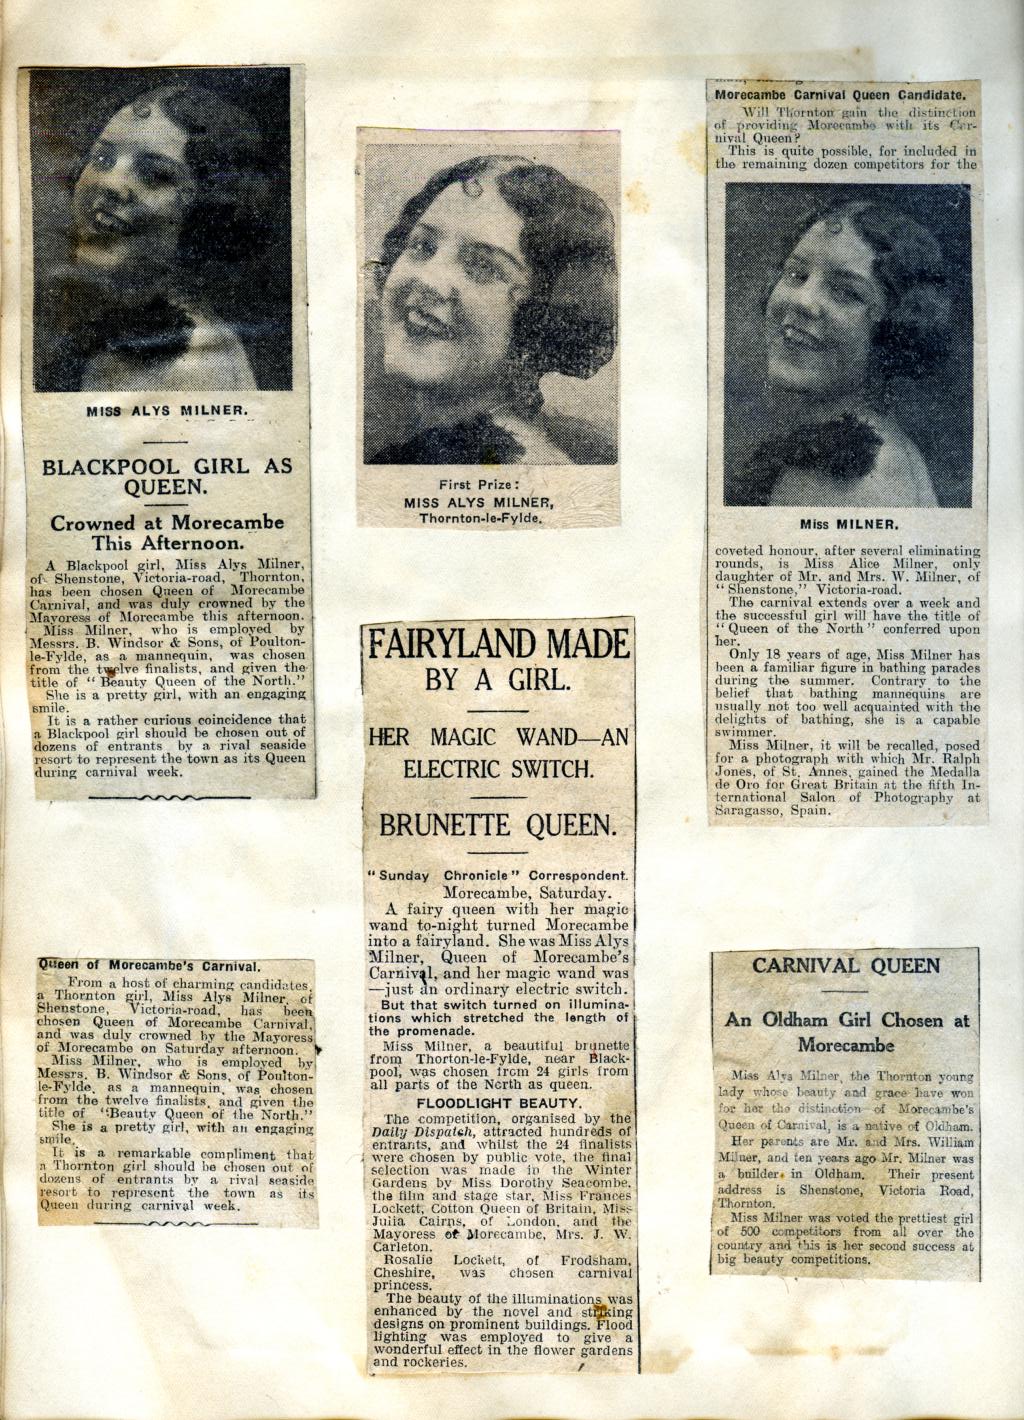 MISS ALYS MILNER.
BLACKPOOL GIRL AS
QUEEN.
Crowned at Morecambe
This Afternoon.
A Blackpool girl, Miss Alys Milner,
of Shenstone, Victoria-road, Thornton,
has been chosen Queen of Morecambe
Carnival, and was duly crowned by the
Mayoress of Morecambe this afternoon.
Miss Milner, who is employed by
Messrs. B. Windsor & Sons, of Poulton-
le-Fylde, as a mannequin, was chosen
from the twelve finalists, and given the
title of "Beauty Queen of the North."
She is a pretty girl, with an engaging
smile.
It is a rather curious coincidence that
a Blackpool girl should be chosen out of
dozens of entrants by a rival seaside
resort to represent the town as its Queen
during carnival week.
Queen of Morecambe's Carnival.
From a host of charming candidates,
a Thornton girl, Miss Alys Milner, of
Shenstone, Victoria-road, has been
chosen Queen of Morecambe Carnival,
and was duly crowned by the Mayoress
of Morecambe on Saturday afternoon.
Miss Milner, who is employed by
Messrs. B. Windsor & Sons, of Poulton-
le-Fylde, as a mannequin, was chosen
from the twelve finalists, and given the
title of "Beauty Queen of the North."
She is a pretty girl, with an engaging
smile.
It is a remarkable compliment that
a Thornton girl should be chosen out of
dozens of entrants by a rival seaside
resort to represent the town as its
Queen during carnival week.
First Prize:
MISS ALYS MILNER,
Thornton-le-Fylde.
FAIRYLAND MADE
BY A GIRL.
HER MAGIC WAND—AN
ELECTRIC SWITCH.
BRUNETTE QUEEN.
"Sunday Chronicle" Correspondent.
Morecambe, Saturday.
A fairy queen with her magic
wand to-night turned Morecambe
into a fairyland. She was Miss Alys
Milner, Queen of Morecambe's
Carnival, and her magic wand was
—just an ordinary electric switch.
But that switch turned on illumina-
tions which stretched the length of
the promenade.
Miss Milner, a beautiful brunette
from Thorton-le-Fylde, near Black-
pool, was chosen from 24 girls from
all parts of the North as queen.
FLOODLIGHT BEAUTY.
The competition, organised by the
Daily Dispatch, attracted hundreds of
entrants, and whilst the 24 finalists
were chosen by public vote, the final
selection was made in the Winter
Gardens by Miss Dorothy Seacombe,
the film and stage star, Miss Frances
Lockett, Cotton Queen of Britain, Miss
Julia Cairns, of London, and the
Mayoress of Morecambe, Mrs. J. W.
Carleton.
Rosalie Lockett, of Frodsham,
Cheshire, was chosen carnival
princess.
The beauty of the illuminations was
enhanced by the novel and striking
designs on prominent buildings. Flood
lighting was employed to give a
wonderful effect in the flower gardens
and rockeries.
Morecambe Carnival Queen Candidate.
Will Thornton gain the distinction
of providing Morecambe with its Car-
nival Queen?
This is quite possible, for included in
the remaining dozen competitors for the
Miss MILNER.
coveted honour, after several eliminating
rounds, is Miss Alice Milner, only
daughter of Mr. and Mrs. W. Milner, of
"Shenstone," Victoria-road.
The carnival extends over a week and
the successful girl will have the title of
"Queen of the North" conferred upon
her.
Only 18 years of age, Miss Milner has
been a familiar figure in bathing parades
during the summer. Contrary to the
belief that bathing mannequins are
usually not too well acquainted with the
delights of bathing, she is a capable
swimmer.
Miss Milner, it will be recalled, posed
for a photograph with which Mr. Ralph
Jones, of St. Annes, gained the Medalla
de Oro for Great Britain at the fifth In-
ternational Salon of Photography at
Saragasso, Spain.
CARNIVAL QUEEN
An Oldham Girl Chosen at
Morecambe
Miss Alys Milner, the Thornton young
lady whose beauty and grace have won
for her the distinction of Morecambe's
Queen of Carnival, is a native of Oldham.
Her parents are Mr. and Mrs. William
Milner, and ten years ago Mr. Milner was
a builder in Oldham. Their present
address is Shenstone, Victoria Road,
Thornton.
Miss Milner was voted the prettiest girl
of 500 competitors from all over the
country and this is her second success at
big beauty competitions.